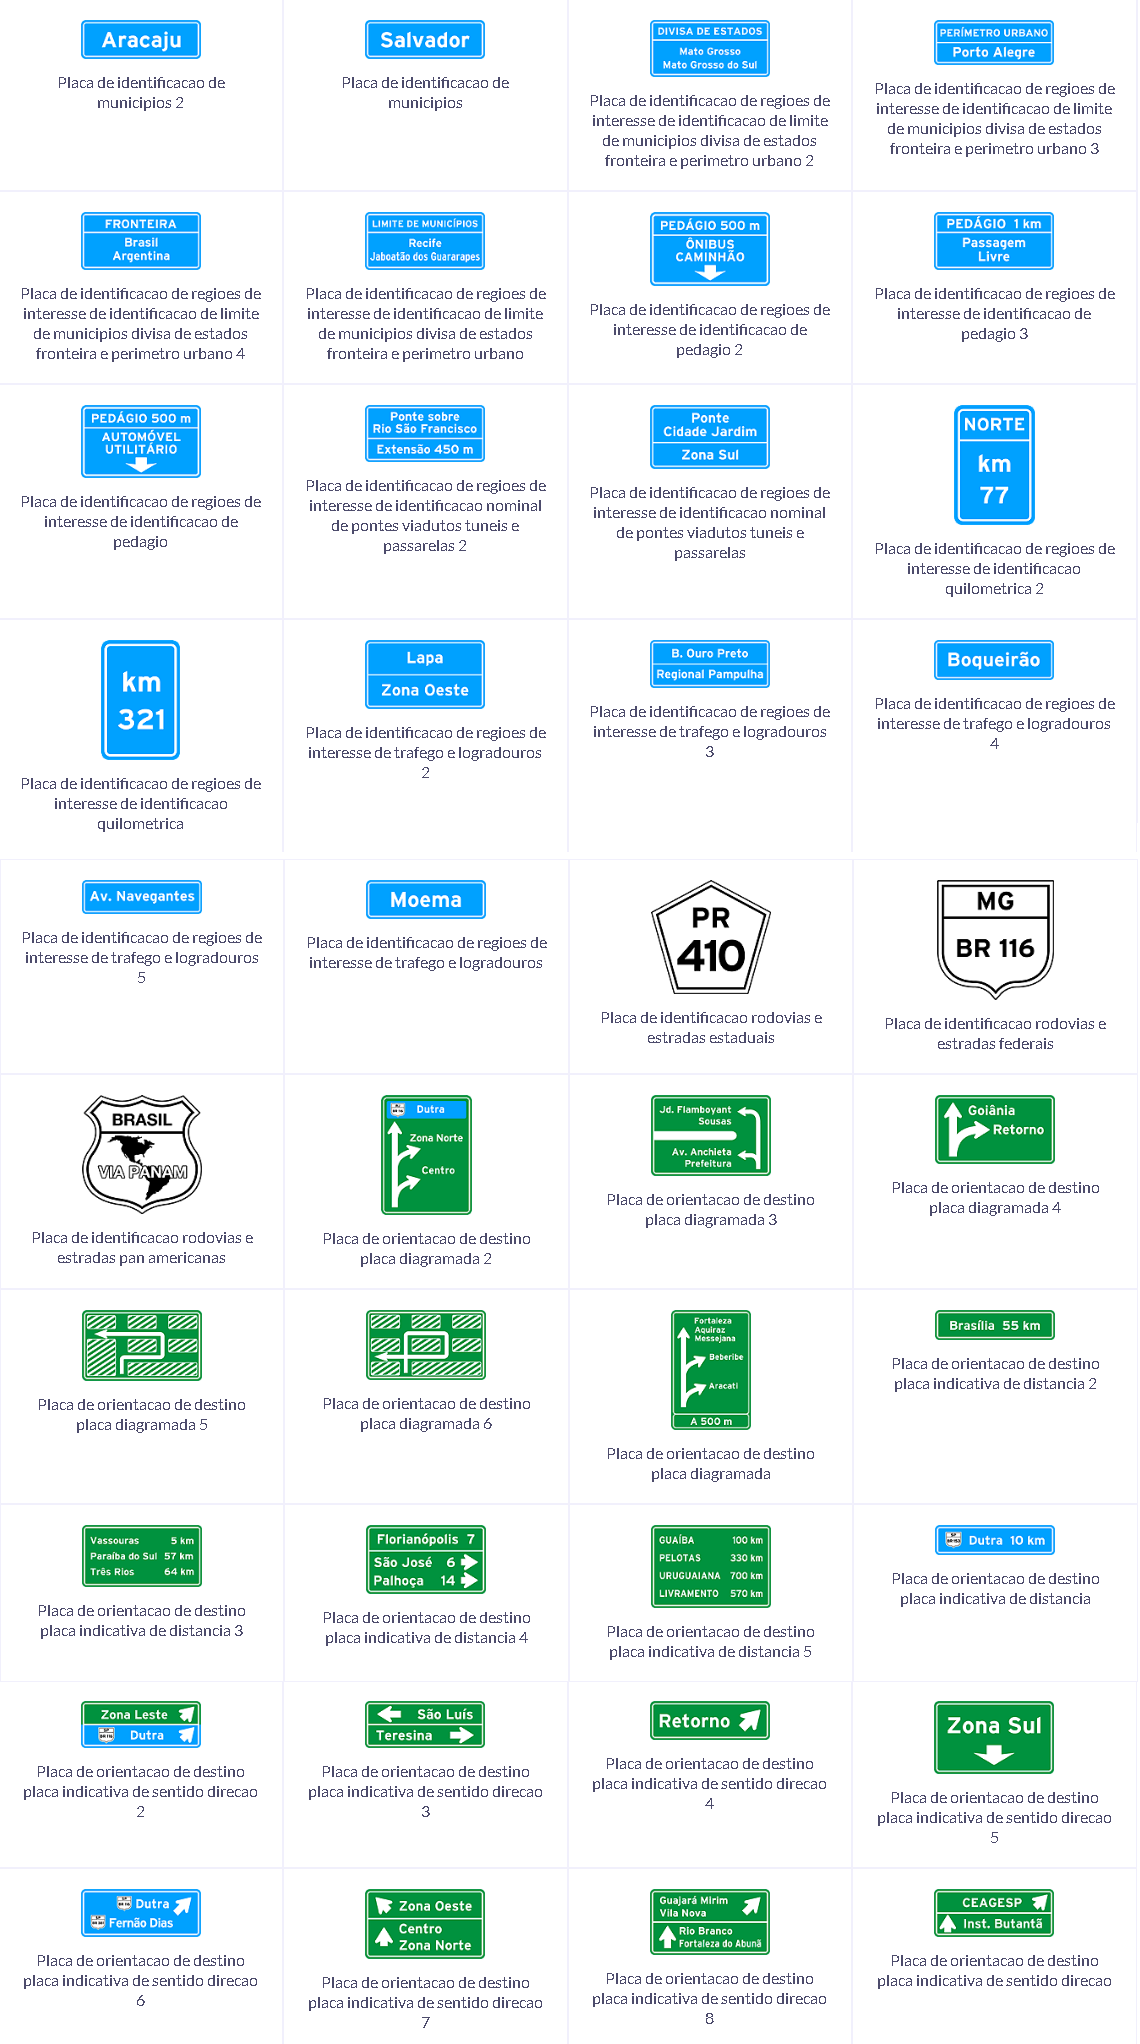 Aracaju
Placa de identificacao de
municipios 2
Salvador
Placa de identificacao de
municipios
DIVISA DE ESTADOS
Mato Grosso
Mato Grosso do Sul
Placa de identificacao de regioes de
interesse de identificacao de limite
de municipios divisa de estados
fronteira e perimetro urbano 2
PERÍMETRO URBANO
Porto Alegre
Placa de identificacao de regioes de
interesse de identificacao de limite
de municipios divisa de estados
fronteira e perimetro urbano 3
FRONTEIRA
Brasil
Argentina
Placa de identificacao de regioes de
interesse de identificacao de limite
de municipios divisa de estados
fronteira e perimetro urbano 4
LIMITE DE MUNICÍPIOS
Recife
Jaboatão dos Guararapes
Placa de identificacao de regioes de
interesse de identificacao de limite
de municipios divisa de estados
fronteira e perimetro urbano
PEDÁGIO 500 m
ÔNIBUS
CAMINHÃO
Placa de identificacao de regioes de
interesse de identificacao de
pedagio 2
PEDÁGIO 1 km
Passagem
Livre
Placa de identificacao de regioes de
interesse de identificacao de
pedagio 3
PEDÁGIO 500 m
AUTOMÓVEL
UTILITÁRIO
Placa de identificacao de regioes de
interesse de identificacao de
pedagio
Ponte sobre
Rio São Francisco
Extensão 450 m
Placa de identificacao de regioes de
interesse de identificacao nominal
de pontes viadutos tuneis e
passarelas 2
Ponte
Cidade Jardim
Zona Sul
Placa de identificacao de regioes de
interesse de identificacao nominal
de pontes viadutos tuneis e
passarelas
NORTE
km
77
Placa de identificacao de regioes de
interesse de identificacao
quilometrica 2
km
321
Placa de identificacao de regioes de
interesse de identificacao
quilometrica
Lapa
Zona Oeste
Placa de identificacao de regioes de
interesse de trafego e logradouros
2
B. Ouro Preto
Regional Pampulha
Placa de identificacao de regioes de
interesse de trafego e logradouros
3
Boqueirão
Placa de identificacao de regioes de
interesse de trafego e logradouros
4
Av. Navegantes
Placa de identificacao de regioes de
interesse de trafego e logradouros
5
Moema
Placa de identificacao de regioes de
interesse de trafego e logradouros
PR
410
Placa de identificacao rodovias e
estradas estaduais
MG
BR 116
Placa de identificacao rodovias e
estradas federais
BRASIL
VIA PANAM
Placa de identificacao rodovias e
estradas pan americanas
Dutra
Zona Norte
Centro
Placa de orientacao de destino
placa diagramada 2
Jd. Flamboyant
Sousas
Av. Anchieta
Prefeitura
Placa de orientacao de destino
placa diagramada 3
Goiânia
Retorno
Placa de orientacao de destino
placa diagramada 4
Placa de orientacao de destino
placa diagramada 5
Placa de orientacao de destino
placa diagramada 6
Fortaleza
Aquiraz
Messejana
Beberibe
Aracati
A 500 m
Placa de orientacao de destino
placa diagramada
Brasília 55 km
Placa de orientacao de destino
placa indicativa de distancia 2
Vassouras 5 km
Paraíba do Sul 57 km
Três Rios 64 km
Placa de orientacao de destino
placa indicativa de distancia 3
Florianópolis 7
São José 6
Palhoça 14
Placa de orientacao de destino
placa indicativa de distancia 4
GUAÍBA 100 km
PELOTAS 330 km
URUGUAIANA 700 km
LIVRAMENTO 570 km
Placa de orientacao de destino
placa indicativa de distancia 5
Dutra 10 km
Placa de orientacao de destino
placa indicativa de distancia
Zona Leste
Dutra
Placa de orientacao de destino
placa indicativa de sentido direcao
2
São Luís
Teresina
Placa de orientacao de destino
placa indicativa de sentido direcao
3
Retorno
Placa de orientacao de destino
placa indicativa de sentido direcao
4
Zona Sul
Placa de orientacao de destino
placa indicativa de sentido direcao
5
Dutra
Fernão Dias
Placa de orientacao de destino
placa indicativa de sentido direcao
6
Zona Oeste
Centro
Zona Norte
Placa de orientacao de destino
placa indicativa de sentido direcao
7
Guajará Mirim
Vila Nova
Rio Branco
Fortaleza do Abunã
Placa de orientacao de destino
placa indicativa de sentido direcao
8
CEAGESP
Inst. Butantã
Placa de orientacao de destino
placa indicativa de sentido direcao